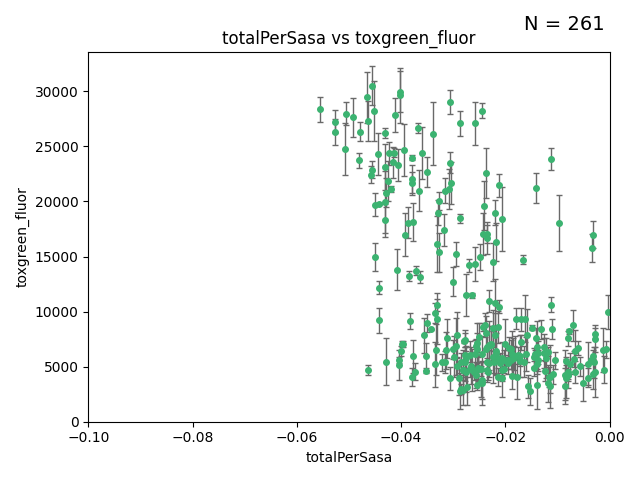 N = 261
totalPerSasa vs toxgreen_fluor
30000
25000
20000
15000
10000
5000
0
toxgreen_fluor
−0.10 −0.08 −0.06 −0.04 −0.02 0.00
totalPerSasa